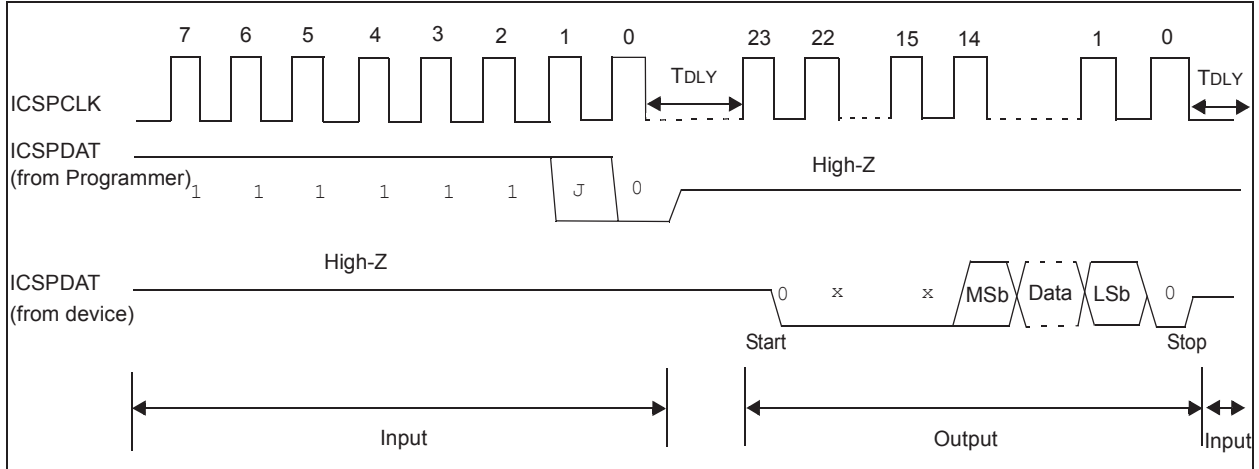 7 6 5 4 3 2 1 0 23 22 15 14 1 0
TDLY TDLY
ICSPCLK
ICSPDAT
(from Programmer)
1 1 1 1 1 1 J 0
High-Z
High-Z
ICSPDAT
(from device)
0 x x MSb Data LSb 0
Start Stop
Input Output Input